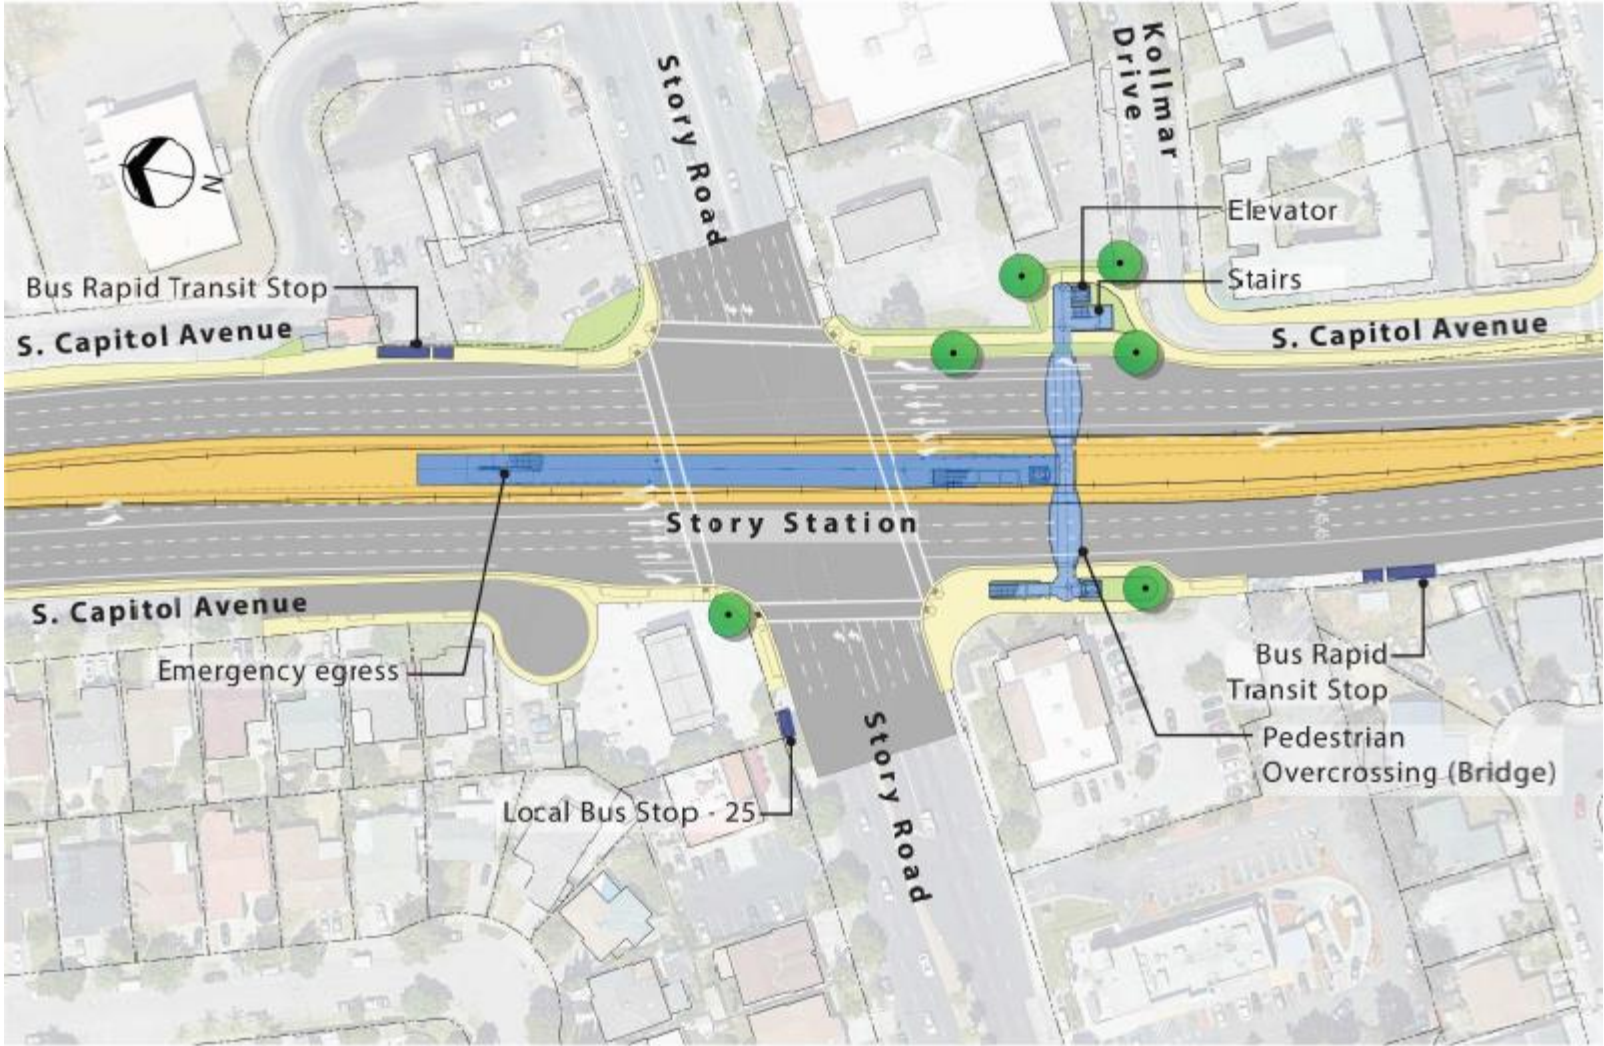 Story Road
Kollmar
Drive
N
Elevator
Stairs
Bus Rapid Transit Stop
S. Capitol Avenue
S. Capitol Avenue
Story Station
S. Capitol Avenue
Emergency egress
Bus Rapid
Transit Stop
Pedestrian
Overcrossing (Bridge)
Local Bus Stop - 25
Story Road